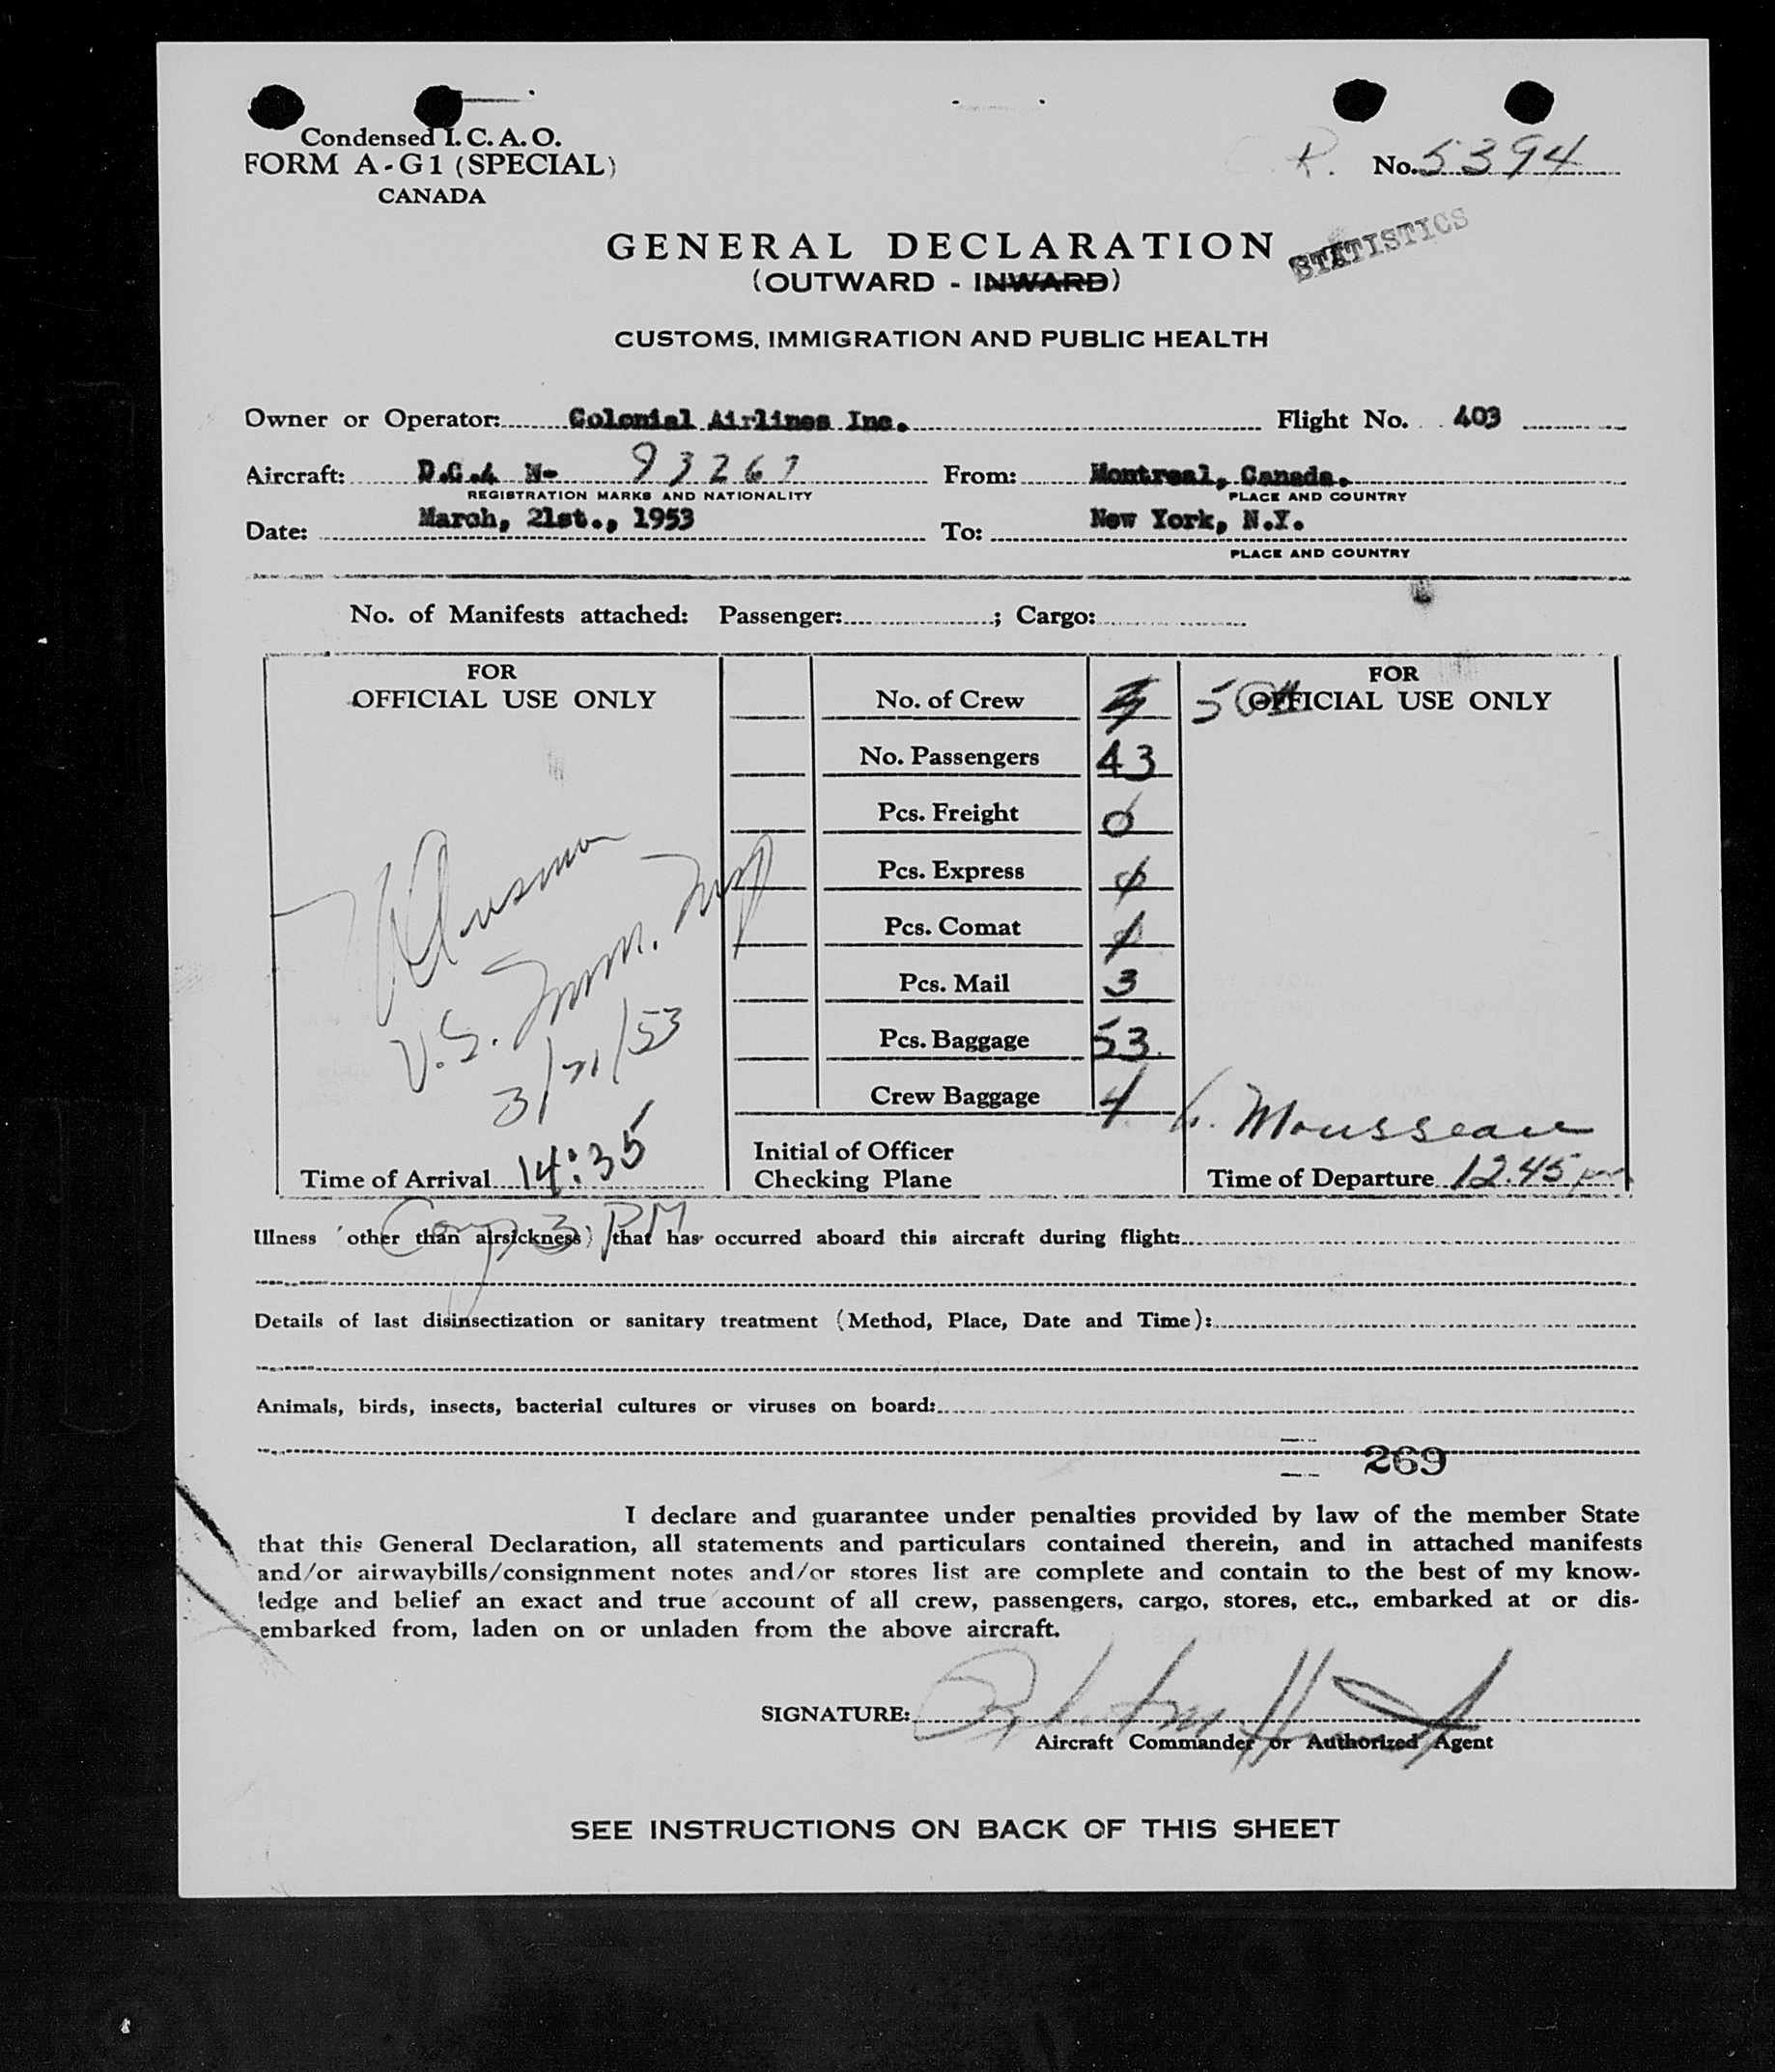 Condensed I. C. A. O.
FORM A-G1 (SPECIAL)
CANADA
R. No. 5394
STATISTICS
GENERAL DECLARATION
(OUTWARD - INWARD)
CUSTOMS, IMMIGRATION AND PUBLIC HEALTH
Owner or Operator: Colonial Airlines Inc. Flight No. 403
Aircraft: D.C.4 N- 93267 From: Montreal, Canada.
REGISTRATION MARKS AND NATIONALITY PLACE AND COUNTRY
Date: March, 21st., 1953 To: New York, N.Y.
PLACE AND COUNTRY
No. of Manifests attached: Passenger: ; Cargo:
FOR
OFFICIAL USE ONLY
No. of Crew
No. Passengers 43
Pcs. Freight 0
Pcs. Express 0
Pcs. Comat
Pcs. Mail 3
Pcs. Baggage 53
Crew Baggage 4
FOR
OFFICIAL USE ONLY
U.S. Imm. Insp
3/21/53
Time of Arrival 14:35
Initial of Officer
Checking Plane
Mousseau
Time of Departure 12.45 pm
3 PM
Illness (other than airsickness) that has occurred aboard this aircraft during flight:
Details of last disinsectization or sanitary treatment (Method, Place, Date and Time):
Animals, birds, insects, bacterial cultures or viruses on board:
269
I declare and guarantee under penalties provided by law of the member State
that this General Declaration, all statements and particulars contained therein, and in attached manifests
and/or airwaybills/consignment notes and/or stores list are complete and contain to the best of my know-
ledge and belief an exact and true account of all crew, passengers, cargo, stores, etc., embarked at or dis-
embarked from, laden on or unladen from the above aircraft.
SIGNATURE:
Aircraft Commander or Authorized Agent
SEE INSTRUCTIONS ON BACK OF THIS SHEET